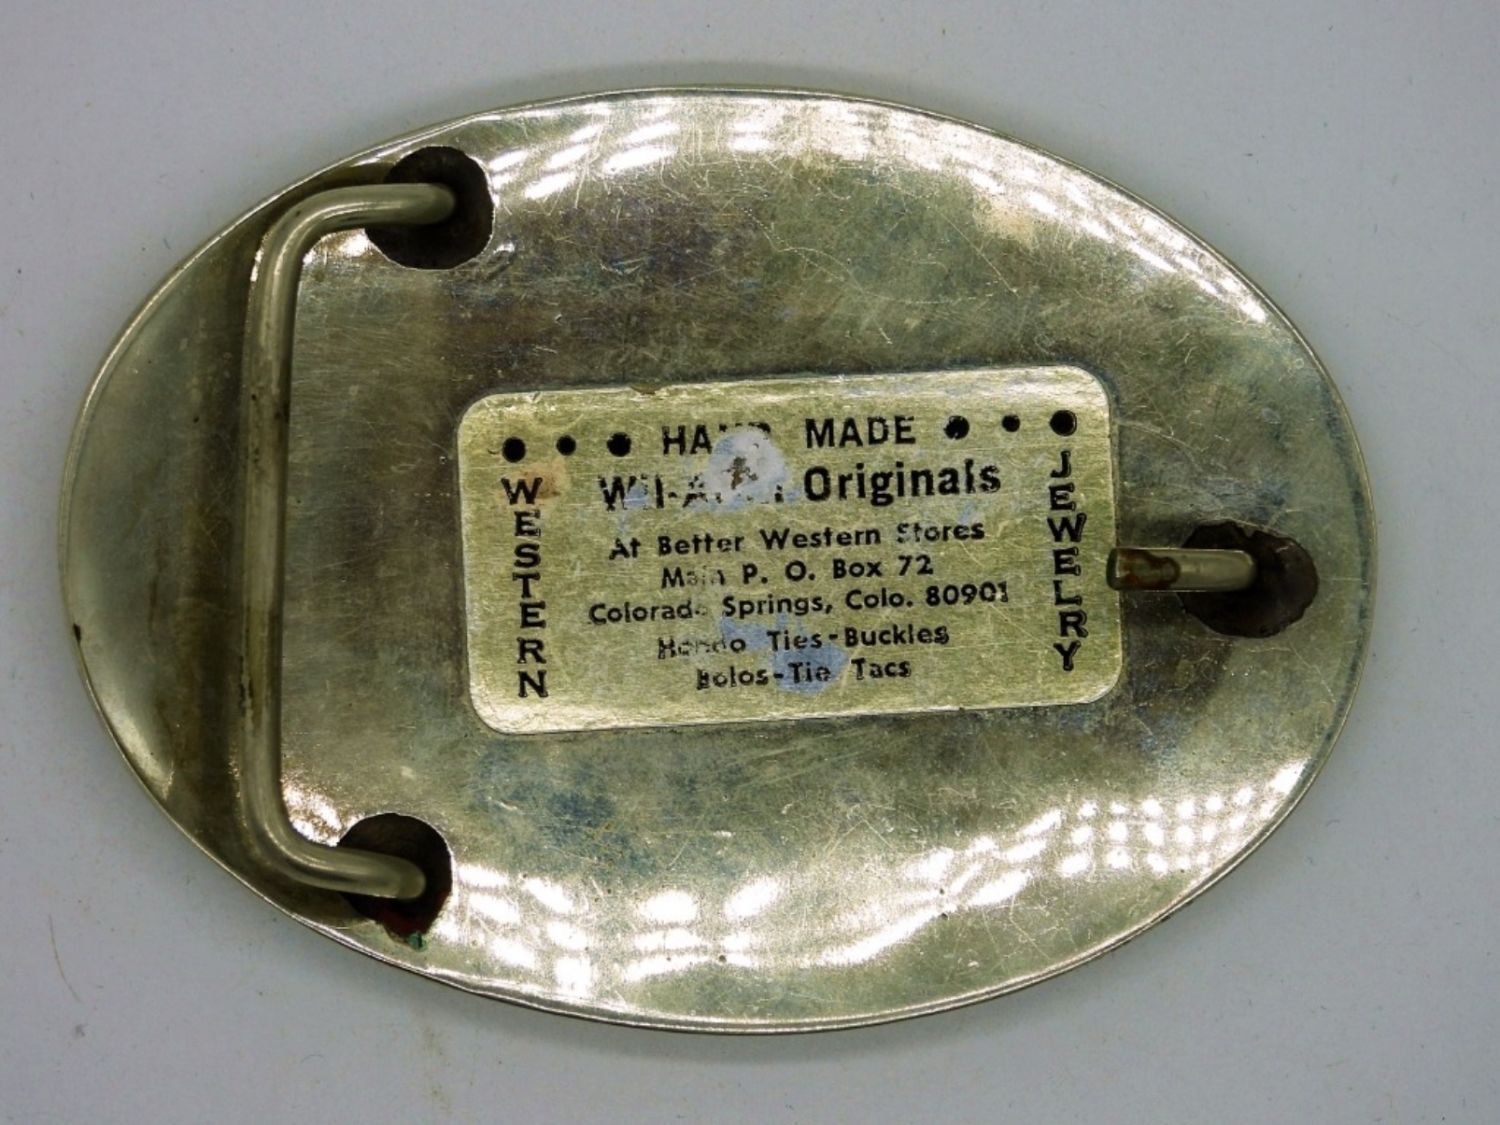 HAND MADE
Originals
At Better Western Stores
Main P. O. Box 72
Colorado Springs, Colo. 80901
Hondo Ties-Buckles
Bolos-Tie Tacs
WESTERN
JEWELRY